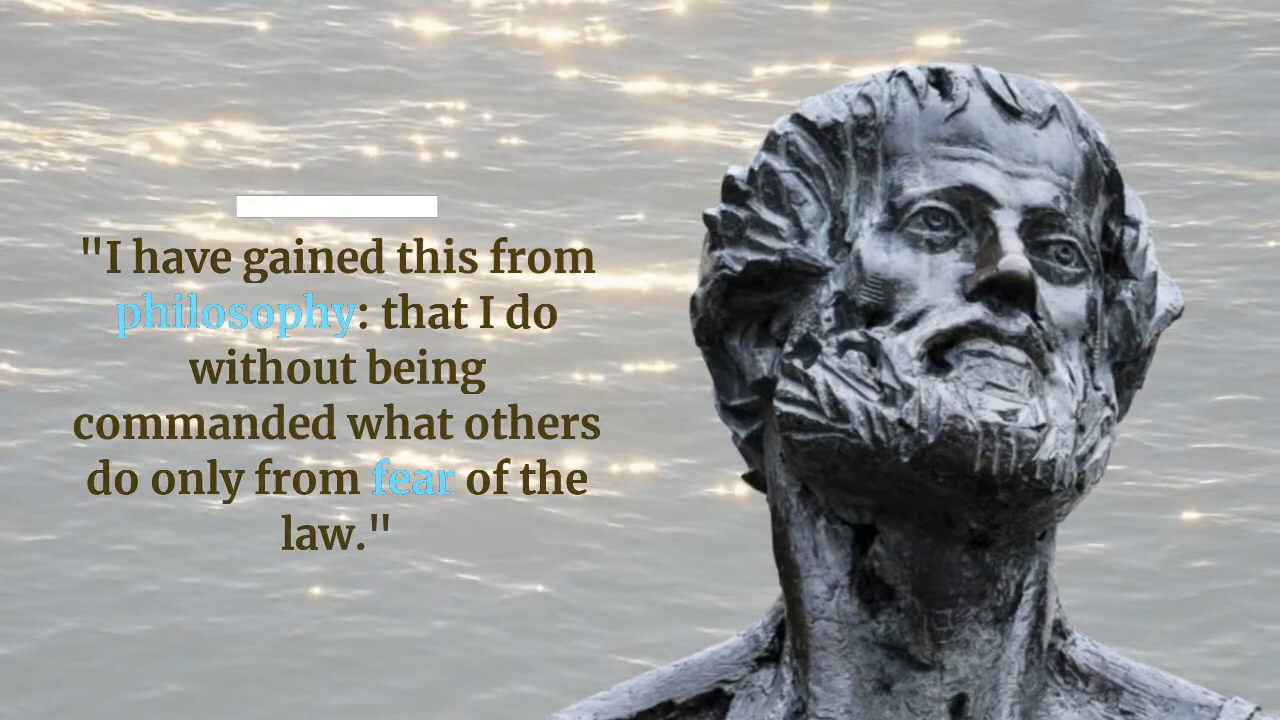 "I have gained this from
philosophy: that I do
without being
commanded what others
do only from fear of the
law."